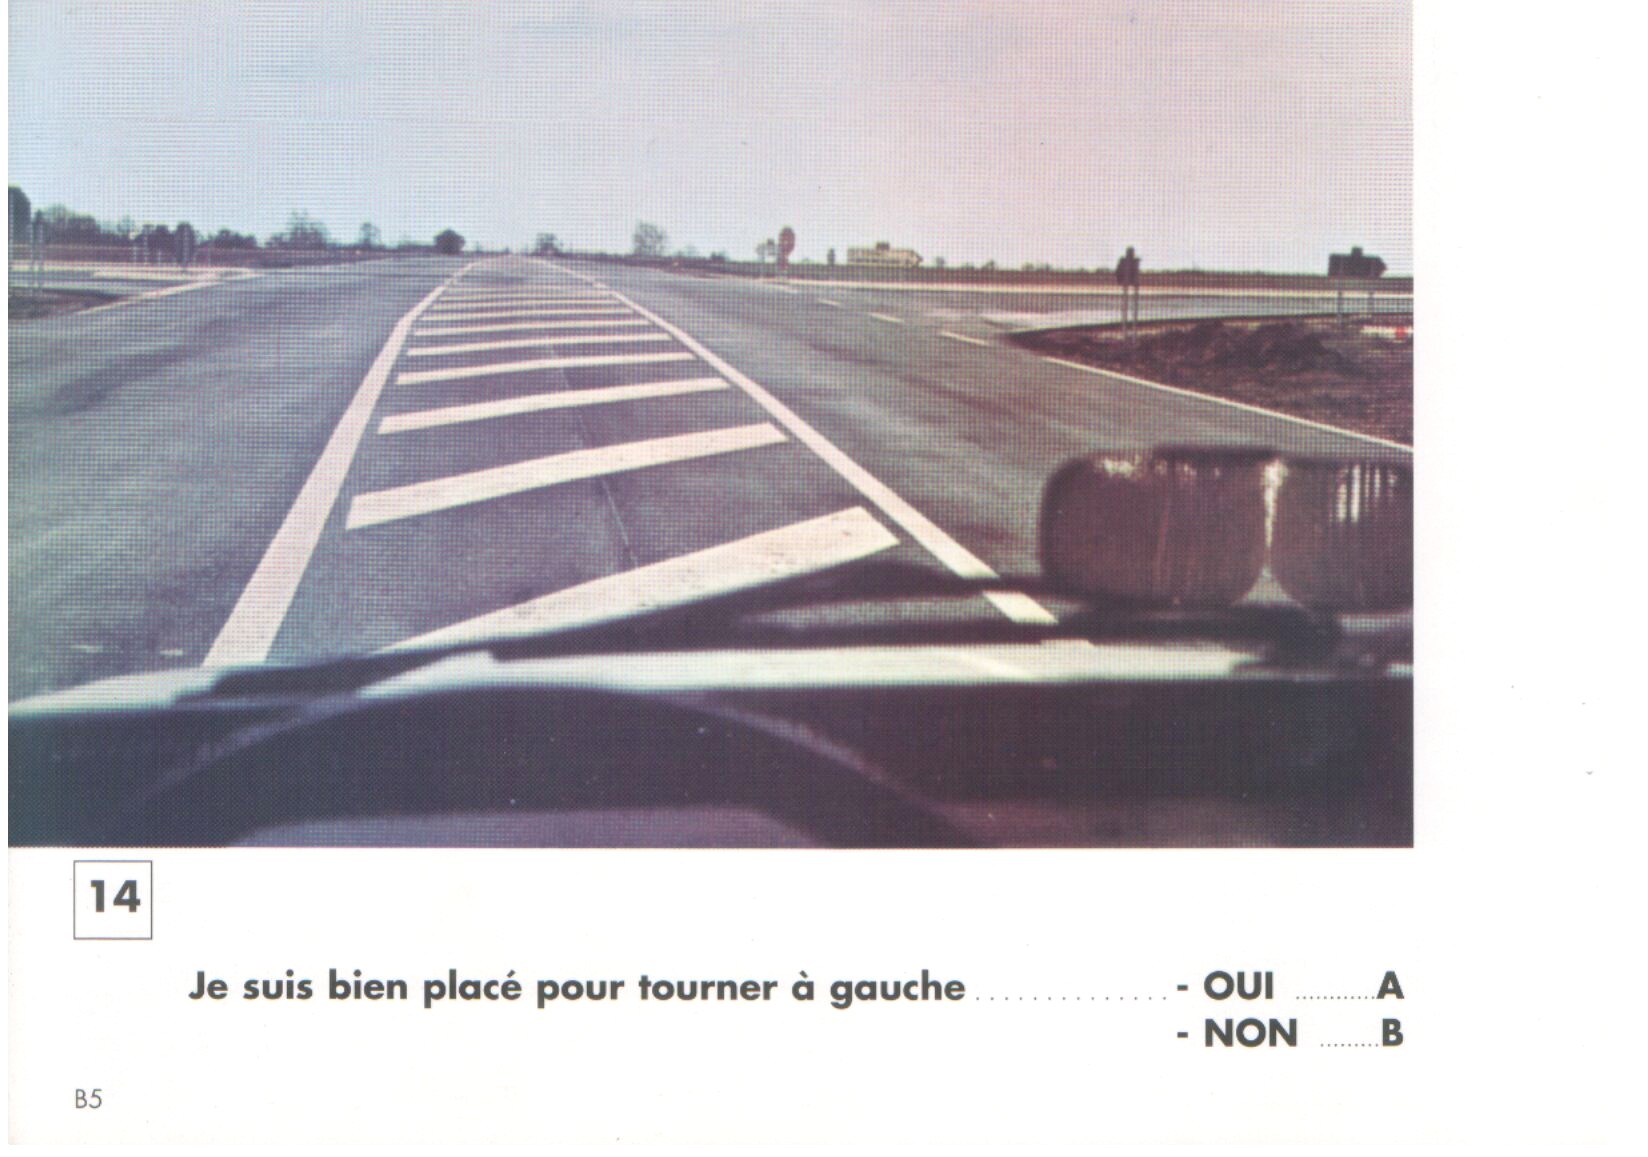 14
Je suis bien placé pour tourner à gauche .............. - OUI ...........A
- NON .........B
B5